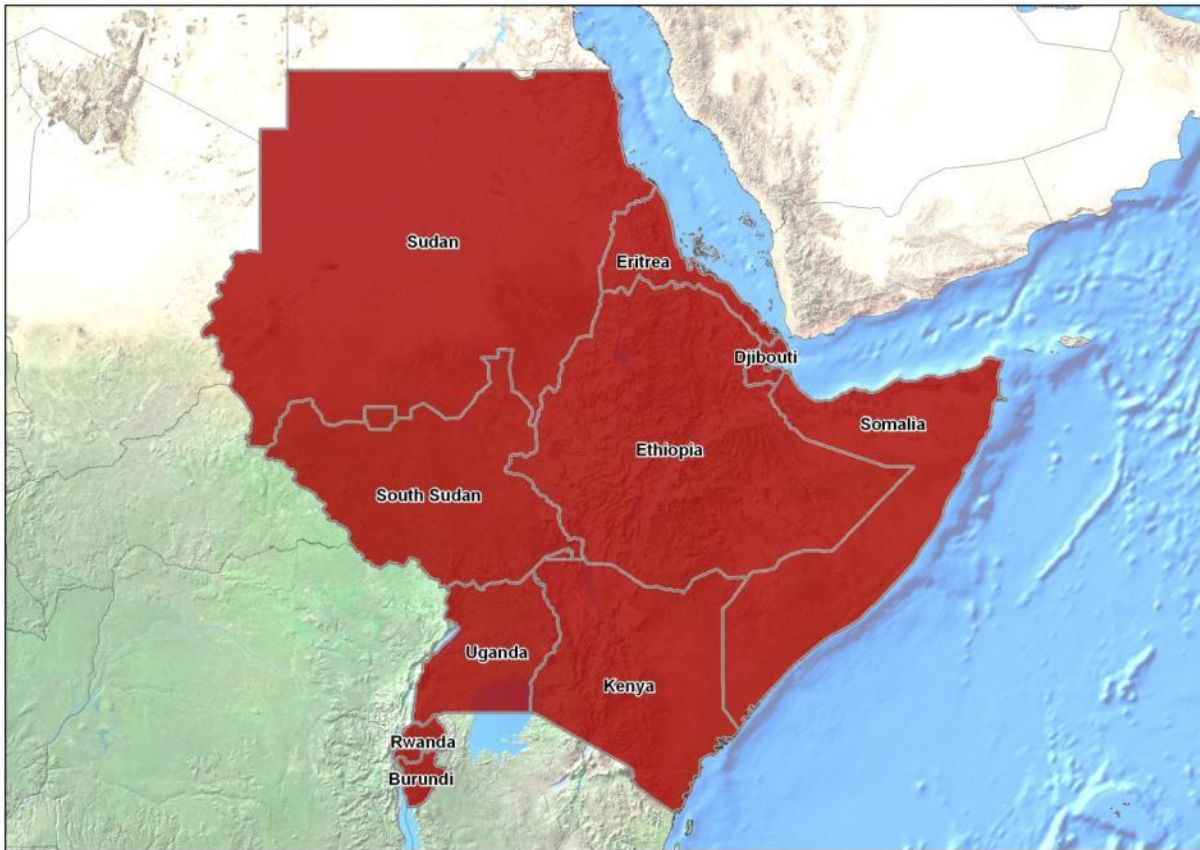 Sudan
Eritrea
Djibouti
Somalia
Ethiopia
South Sudan
Uganda
Kenya
Rwanda
Burundi